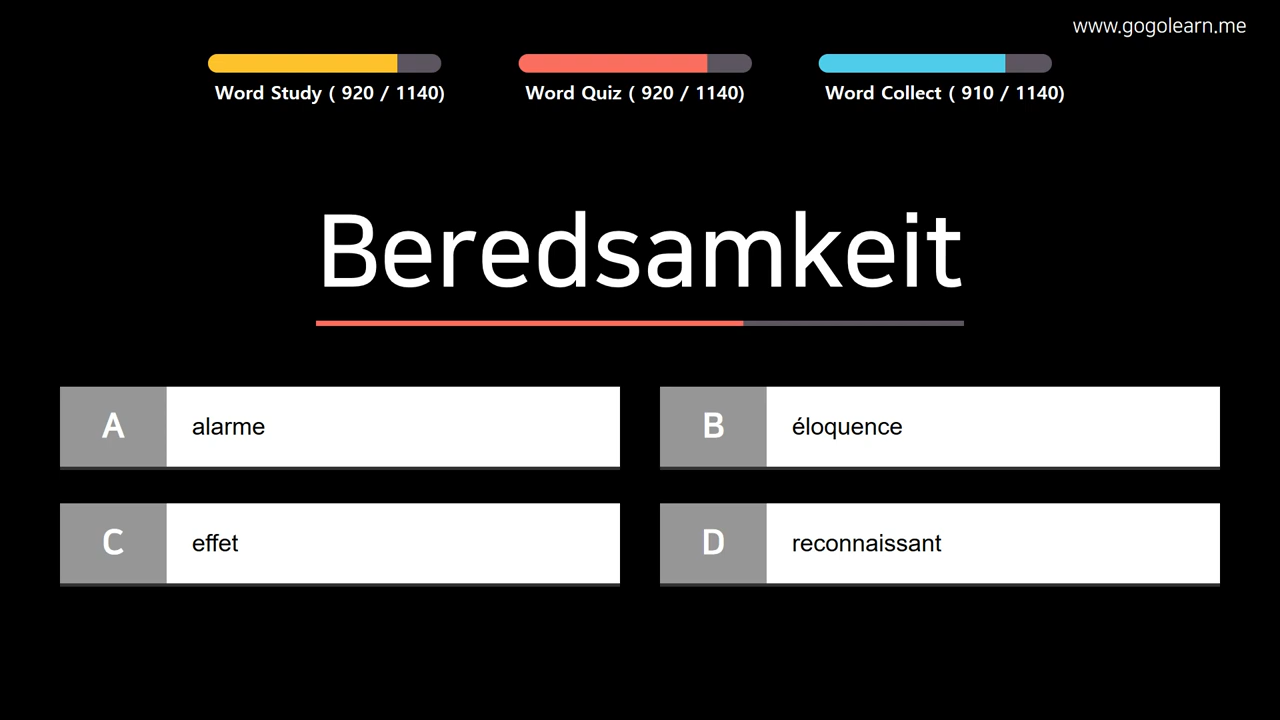 www.gogolearn.me
Word Study ( 920 / 1140)
Word Quiz ( 920 / 1140)
Word Collect ( 910 / 1140)
Beredsamkeit
A alarme
B éloquence
C effet
D reconnaissant